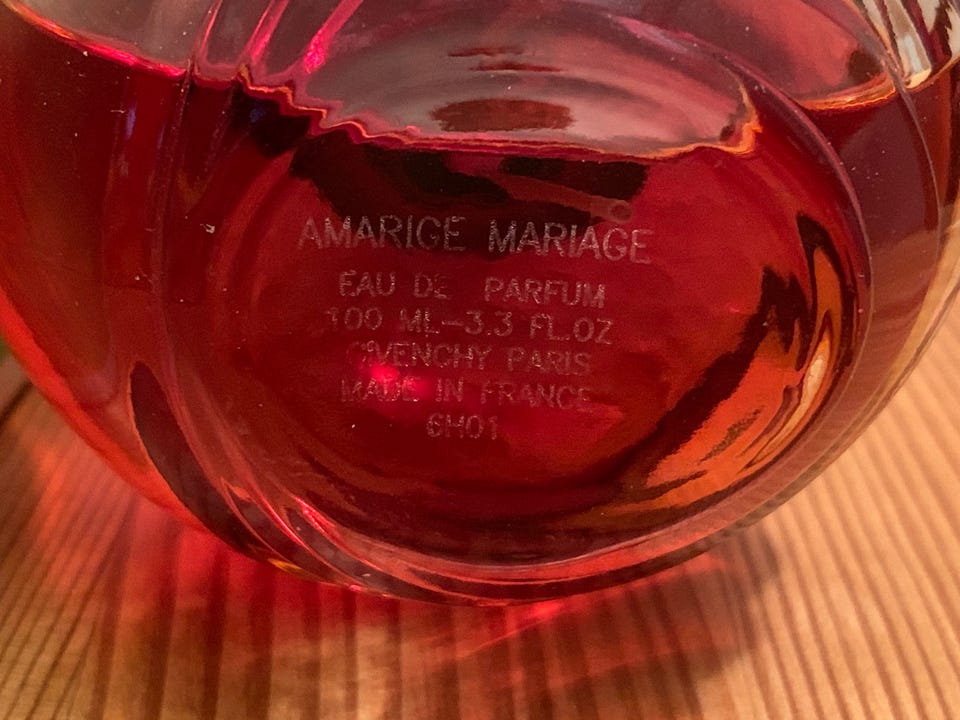 AMARIGE MARIAGE
EAU DE PARFUM
100 ML-3.3 FL.OZ
GIVENCHY PARIS
MADE IN FRANCE
6H01